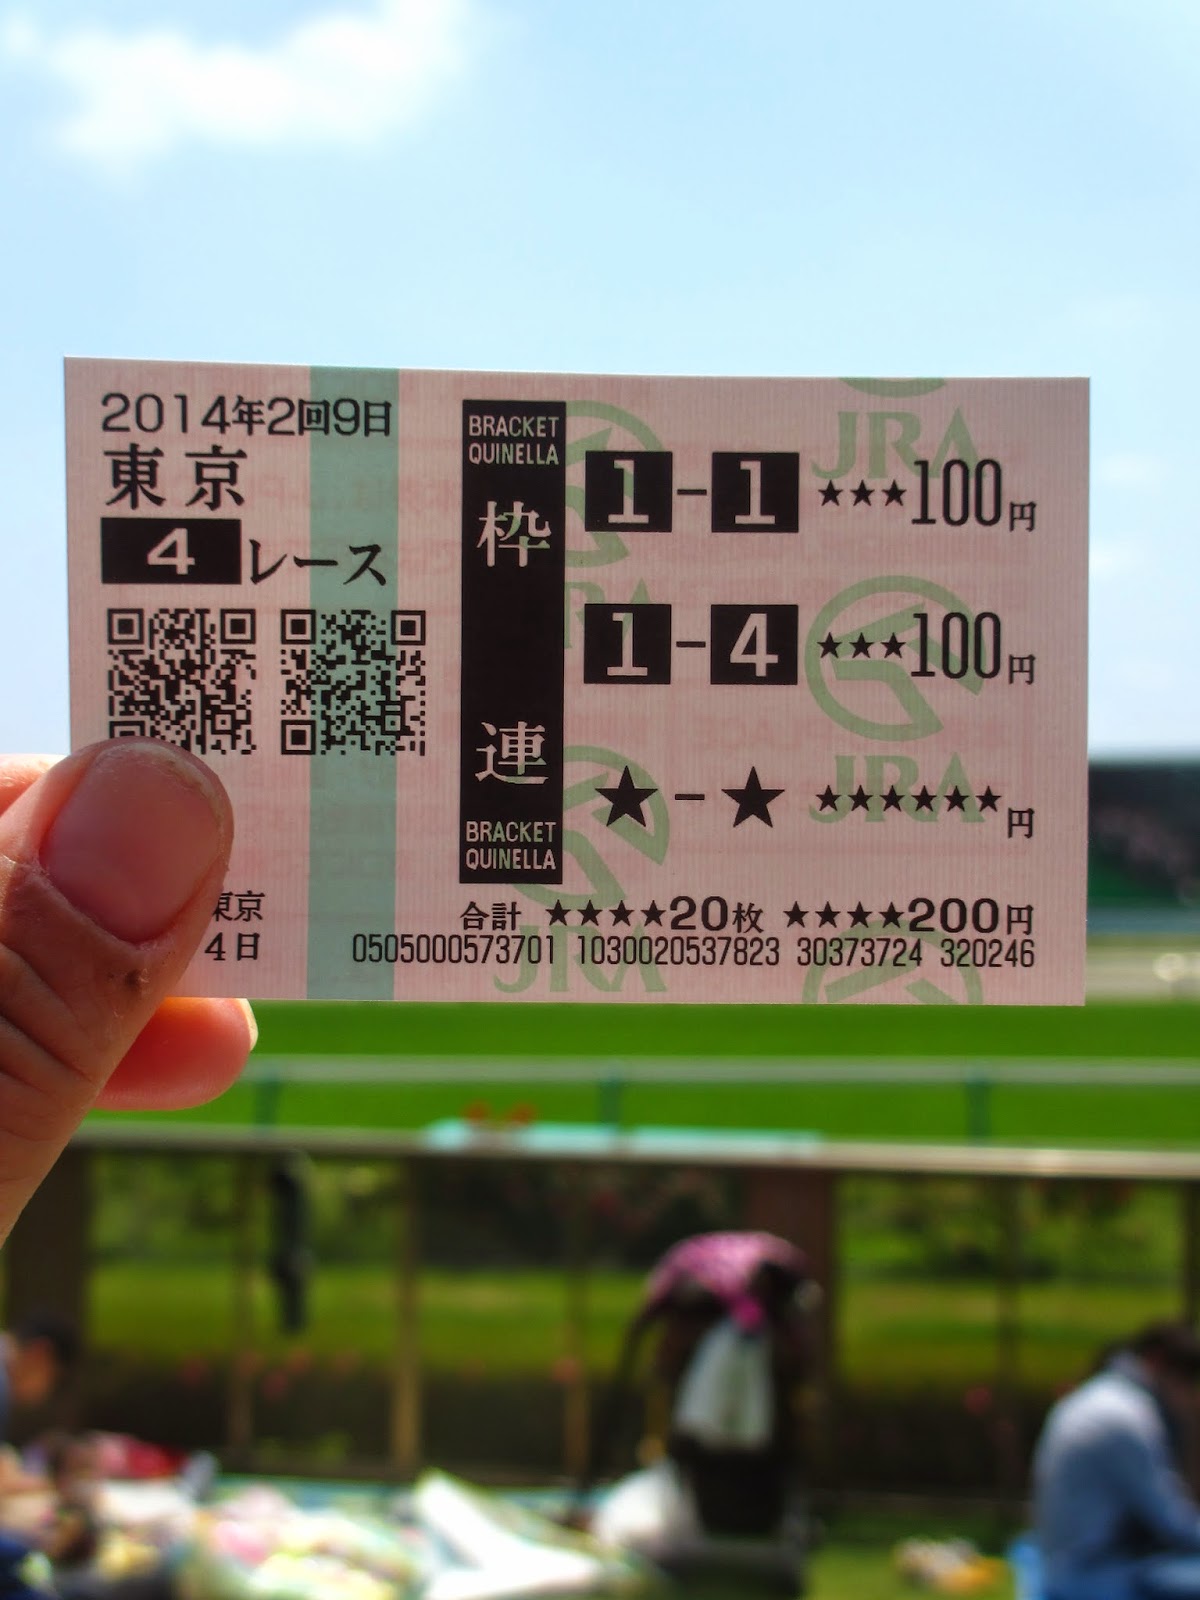 2014年2回9日
東京
4レース
BRACKET
QUINELLA
枠
連
BRACKET
QUINELLA
1-1 ★★★100円
1-4 ★★★100円
★-★ ★★★★★★円
東京
4日
合計 ★★★★20枚 ★★★★200円
0505000573701 1030020537823 30373724 320246
JRA
JRA
JRA
JRA